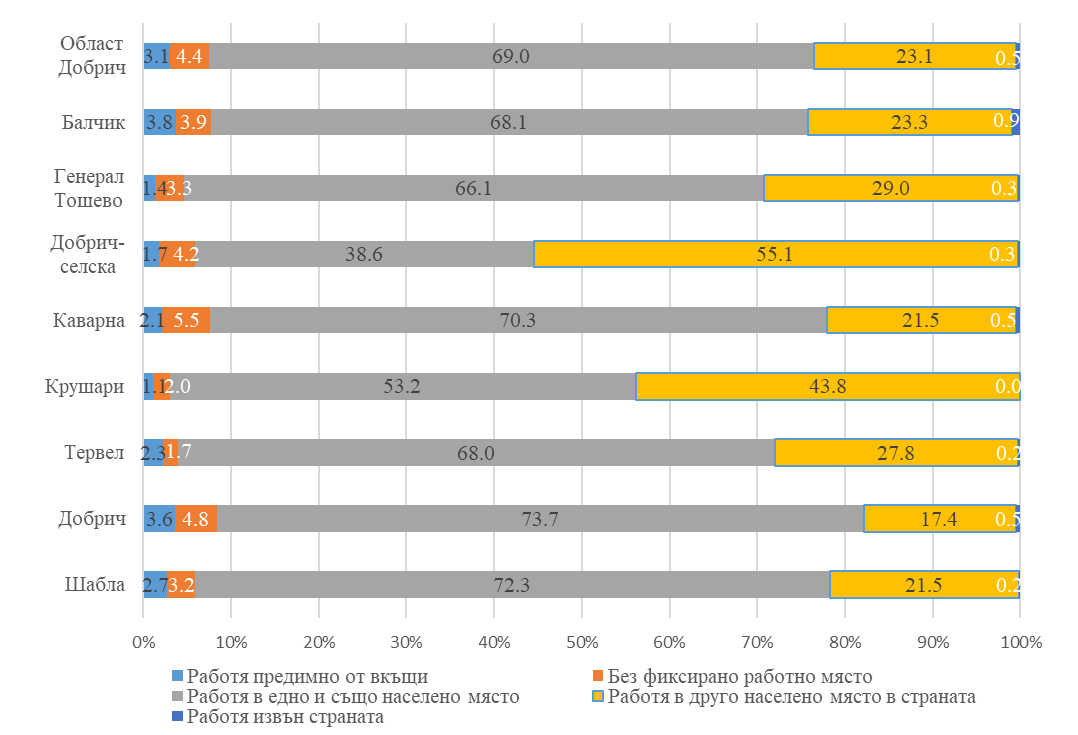 Област
Добрич
3.1 4.4 69.0 23.1 0.5
Балчик 3.8 3.9 68.1 23.3 0.9
Генерал
Тошево
1.4 3.3 66.1 29.0 0.3
Добрич-
селска
1.7 4.2 38.6 55.1 0.3
Каварна 2.1 5.5 70.3 21.5 0.5
Крушари 1.1 2.0 53.2 43.8 0.0
Тервел 2.3 1.7 68.0 27.8 0.2
Добрич 3.6 4.8 73.7 17.4 0.5
Шабла 2.7 3.2 72.3 21.5 0.2
0% 10% 20% 30% 40% 50% 60% 70% 80% 90% 100%
Работя предимно от вкъщи Без фиксирано работно място
Работя в едно и също населено място Работя в друго населено място в страната
Работя извън страната